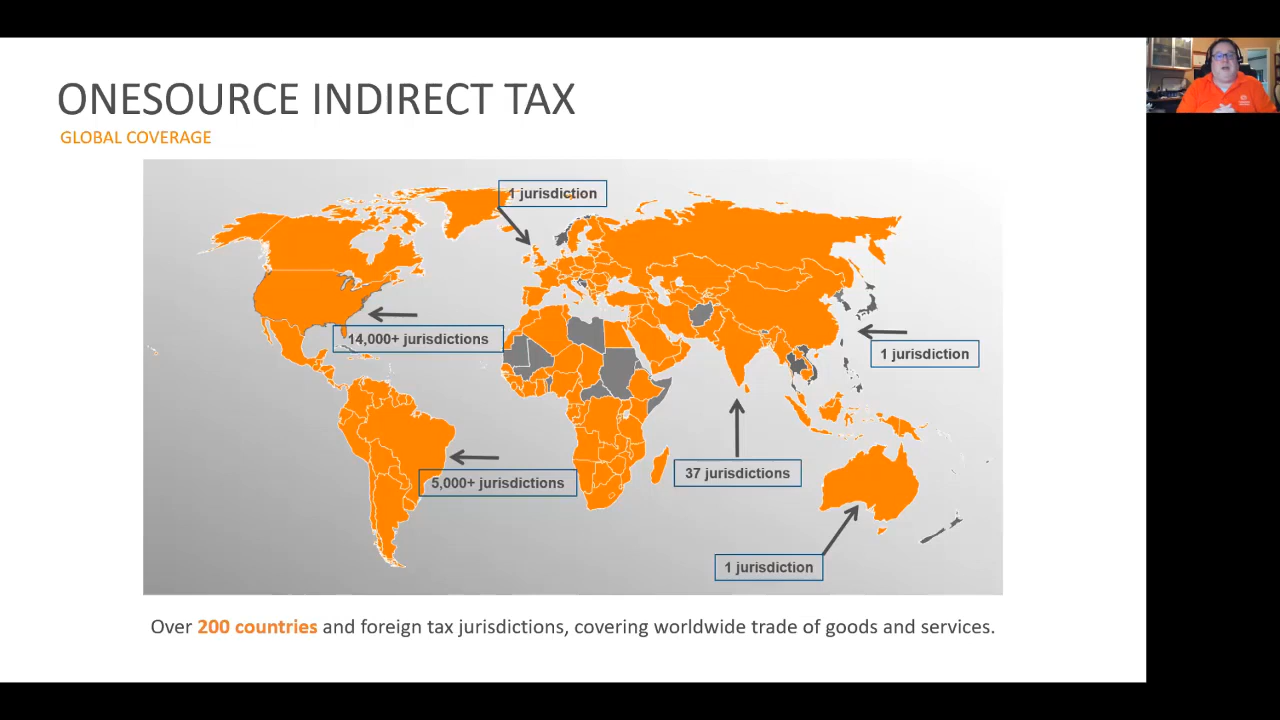 ONESOURCE INDIRECT TAX
GLOBAL COVERAGE
1 jurisdiction
14,000+ jurisdictions
1 jurisdiction
5,000+ jurisdictions
37 jurisdictions
1 jurisdiction
Over 200 countries and foreign tax jurisdictions, covering worldwide trade of goods and services.